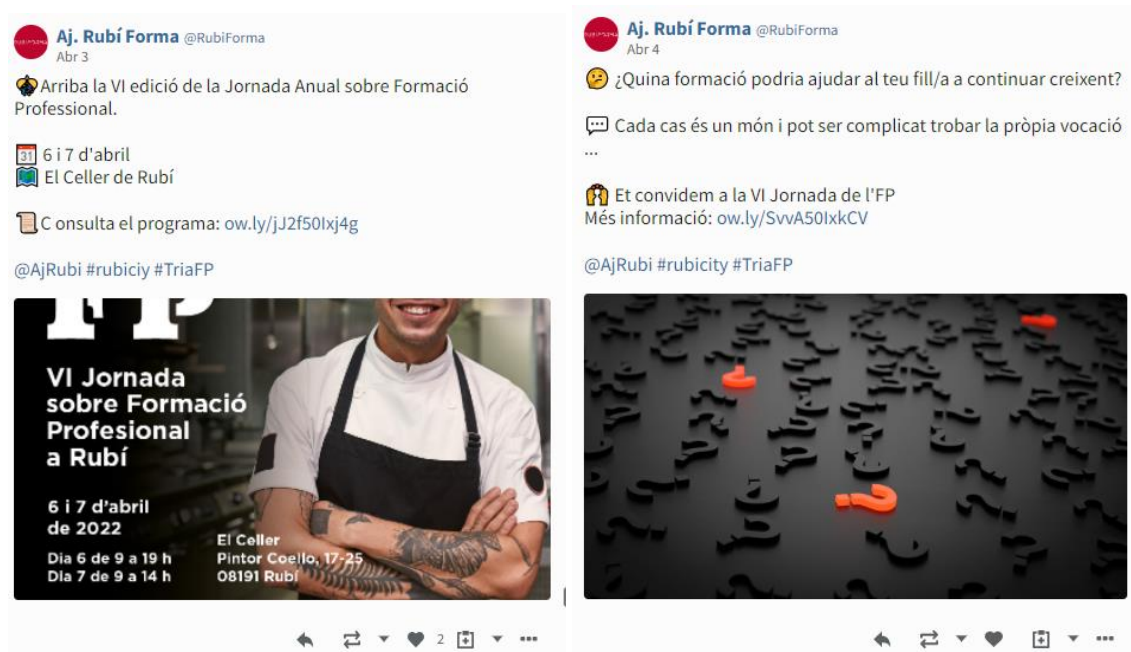 Aj. Rubí Forma @RubiForma
Abr 3
Arriba la VI edició de la Jornada Anual sobre Formació
Professional.
31 6 i 7 d'abril
El Celler de Rubí
C onsulta el programa: ow.ly/jJ2f50Ixj4g
@AjRubi #rubiciy #TriaFP
FP
VI Jornada
sobre Formació
Profesional
a Rubí
6 i 7 d'abril
de 2022
Dia 6 de 9 a 19 h
Dia 7 de 9 a 14 h
El Celler
Pintor Coello, 17-25
08191 Rubí
2
Aj. Rubí Forma @RubiForma
Abr 4
¿Quina formació podria ajudar al teu fill/a a continuar creixent?
Cada cas és un món i pot ser complicat trobar la pròpia vocació
...
Et convidem a la VI Jornada de l'FP
Més informació: ow.ly/SvvA50IxkCV
@AjRubi #rubicity #TriaFP